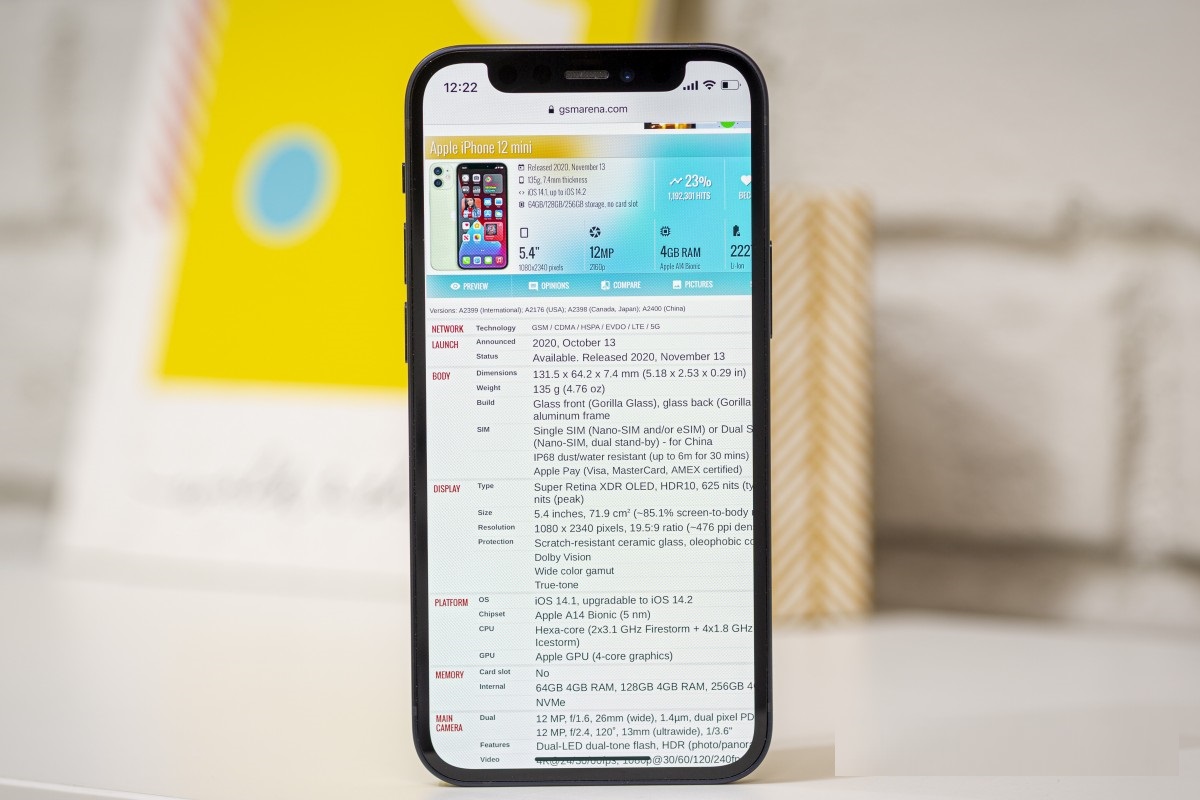 12:22
gsmarena.com
Apple iPhone 12 mini
Released 2020, November 13
135g, 7.4mm thickness
iOS 14.1, up to iOS 14.2
64GB/128GB/256GB storage, no card slot
23%
1,192,301 HITS
5.4"
1080x2340 pixels
12MP
2160p
4GB RAM
Apple A14 Bionic
222
Li-Ion
PREVIEW OPINIONS COMPARE PICTURES
Versions: A2399 (International); A2176 (USA); A2398 (Canada, Japan); A2400 (China)
NETWORK Technology GSM / CDMA / HSPA / EVDO / LTE / 5G
LAUNCH Announced 2020, October 13
Status Available. Released 2020, November 13
BODY Dimensions 131.5 x 64.2 x 7.4 mm (5.18 x 2.53 x 0.29 in)
Weight 135 g (4.76 oz)
Build Glass front (Gorilla Glass), glass back (Gorilla
aluminum frame
SIM Single SIM (Nano-SIM and/or eSIM) or Dual S
(Nano-SIM, dual stand-by) - for China
IP68 dust/water resistant (up to 6m for 30 mins)
Apple Pay (Visa, MasterCard, AMEX certified)
DISPLAY Type Super Retina XDR OLED, HDR10, 625 nits (ty
nits (peak)
Size 5.4 inches, 71.9 cm² (~85.1% screen-to-body
Resolution 1080 x 2340 pixels, 19.5:9 ratio (~476 ppi den
Protection Scratch-resistant ceramic glass, oleophobic co
Dolby Vision
Wide color gamut
True-tone
PLATFORM OS iOS 14.1, upgradable to iOS 14.2
Chipset Apple A14 Bionic (5 nm)
CPU Hexa-core (2x3.1 GHz Firestorm + 4x1.8 GHz
Icestorm)
GPU Apple GPU (4-core graphics)
MEMORY Card slot No
Internal 64GB 4GB RAM, 128GB 4GB RAM, 256GB 4
NVMe
MAIN CAMERA Dual 12 MP, f/1.6, 26mm (wide), 1.4µm, dual pixel PD
12 MP, f/2.4, 120˚, 13mm (ultrawide), 1/3.6"
Features Dual-LED dual-tone flash, HDR (photo/panora
Video 4K@24/30/60fps, 1080p@30/60/120/240fp